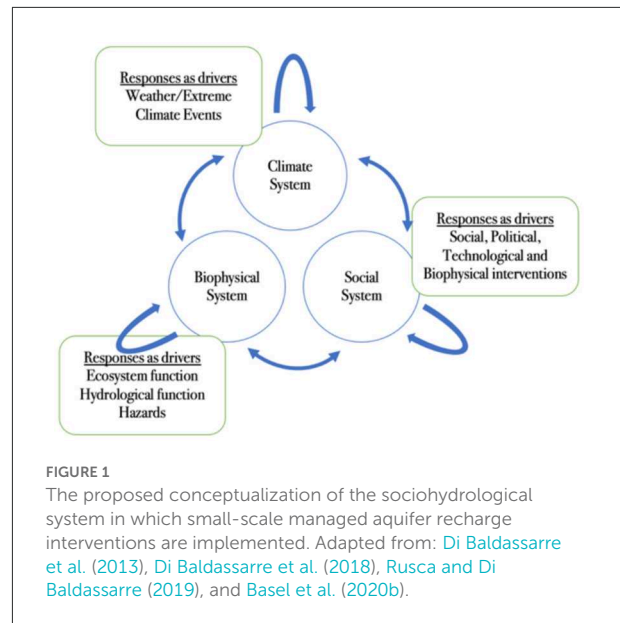 Responses as drivers
Weather/Extreme
Climate Events
Climate
System
Responses as drivers
Social, Political,
Technological and
Biophysical interventions
Biophysical
System
Social
System
Responses as drivers
Ecosystem function
Hydrological function
Hazards
FIGURE 1
The proposed conceptualization of the sociohydrological
system in which small-scale managed aquifer recharge
interventions are implemented. Adapted from: Di Baldassarre
et al. (2013), Di Baldassarre et al. (2018), Rusca and Di
Baldassarre (2019), and Basel et al. (2020b).